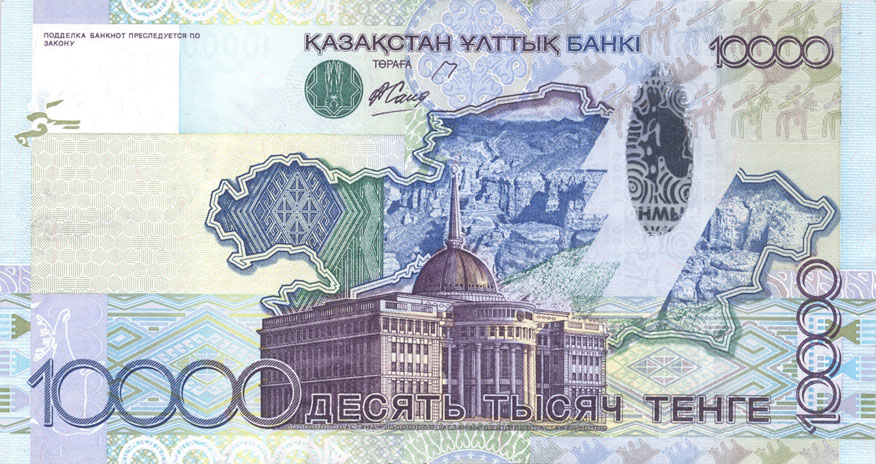 ПОДДЕЛКА БАНКНОТ ПРЕСЛЕДУЕТСЯ ПО
ЗАКОНУ
ҚАЗАҚСТАН ҰЛТТЫҚ БАНКІ
ТӨРАҒА
10000
10000
10000
ДЕСЯТЬ ТЫСЯЧ ТЕНГЕ